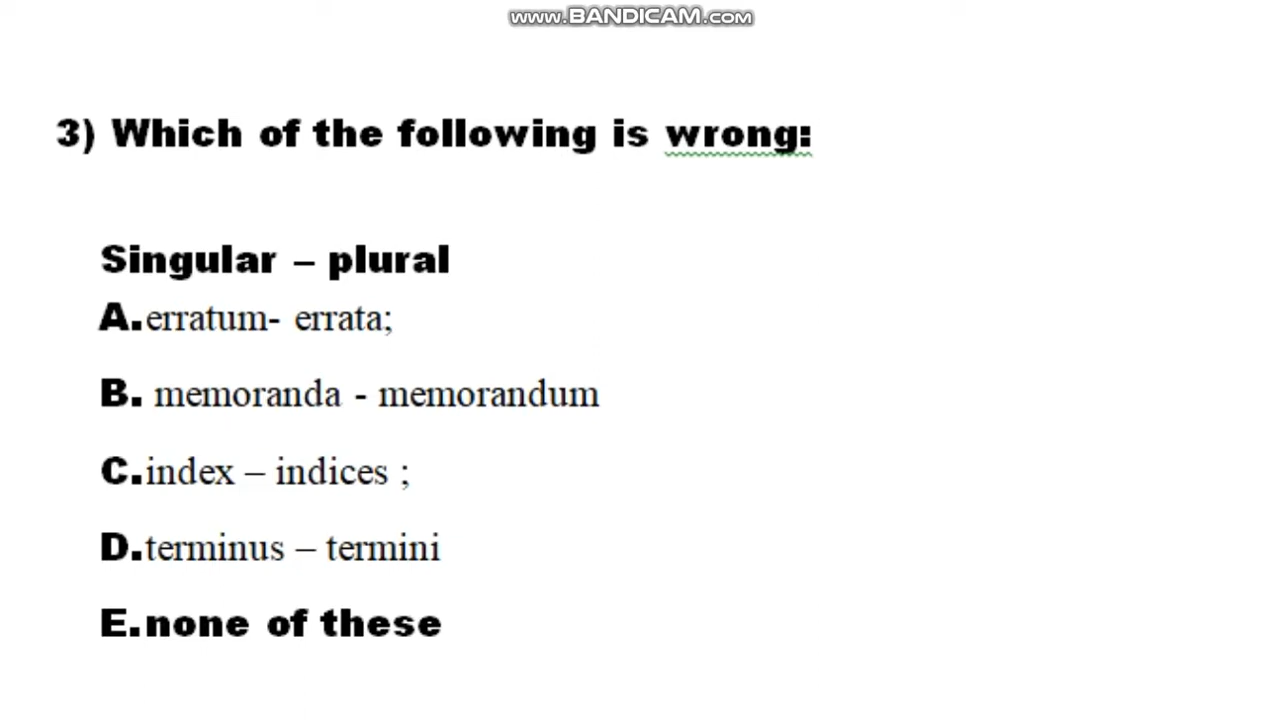 www.BANDICAM.com
3) Which of the following is wrong:
Singular – plural
A.erratum- errata;
B. memoranda - memorandum
C.index – indices ;
D.terminus – termini
E.none of these